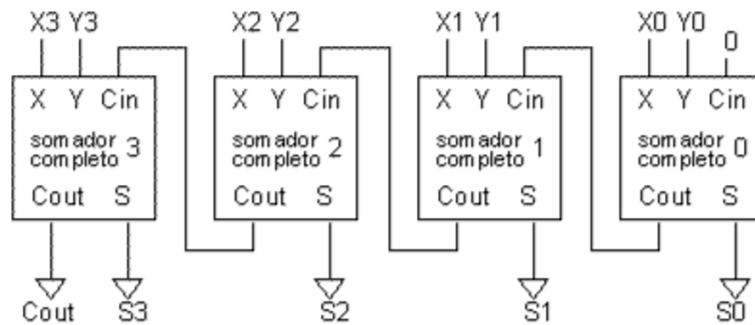 X3 Y3 X2 Y2 X1 Y1 X0 Y0 0
X Y Cin X Y Cin X Y Cin X Y Cin
somador completo 3 somador completo 2 somador completo 1 somador completo 0
Cout S Cout S Cout S Cout S
Cout S3 S2 S1 S0